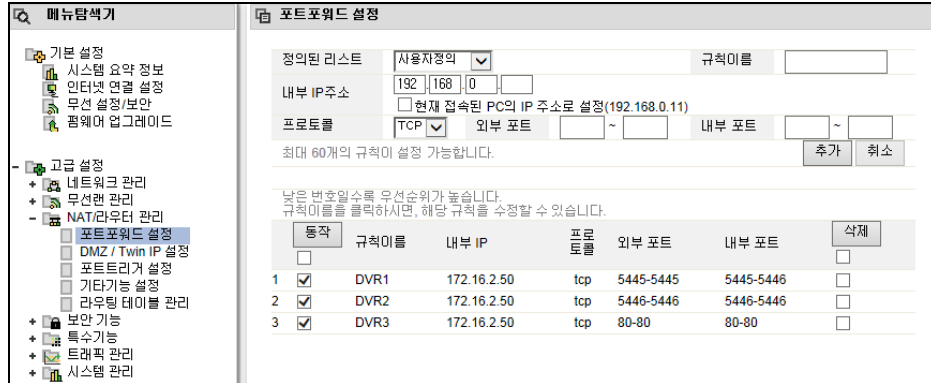 메뉴탐색기
기본 설정
시스템 요약 정보
인터넷 연결 설정
무선 설정/보안
펌웨어 업그레이드
고급 설정
네트워크 관리
무선랜 관리
NAT/라우터 관리
포트포워드 설정
DMZ / Twin IP 설정
포트트리거 설정
기타기능 설정
라우팅 테이블 관리
보안 기능
특수기능
트래픽 관리
시스템 관리
포트포워드 설정
정의된 리스트 사용자정의 규칙이름
내부 IP주소 192 . 168 . 0 .
현재 접속된 PC의 IP 주소로 설정(192.168.0.11)
프로토콜 TCP 외부 포트 ~ 내부 포트 ~
최대 60개의 규칙이 설정 가능합니다. 추가 취소
낮은 번호일수록 우선순위가 높습니다.
규칙이름을 클릭하시면, 해당 규칙을 수정할 수 있습니다.
동작 규칙이름 내부 IP 프로토콜 외부 포트 내부 포트 삭제
1 DVR1 172.16.2.50 tcp 5445-5445 5445-5446
2 DVR2 172.16.2.50 tcp 5446-5446 5446-5446
3 DVR3 172.16.2.50 tcp 80-80 80-80